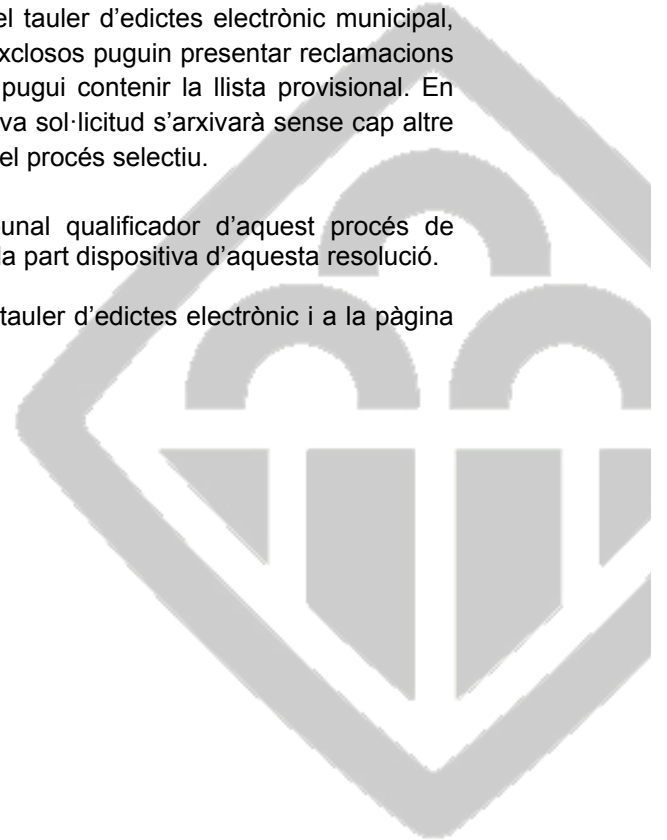 el tauler d’edictes electrònic municipal,
xclosos puguin presentar reclamacions
pugui contenir la llista provisional. En
va sol·licitud s’arxivarà sense cap altre
el procés selectiu.
unal qualificador d’aquest procés de
la part dispositiva d’aquesta resolució.
tauler d’edictes electrònic i a la pàgina